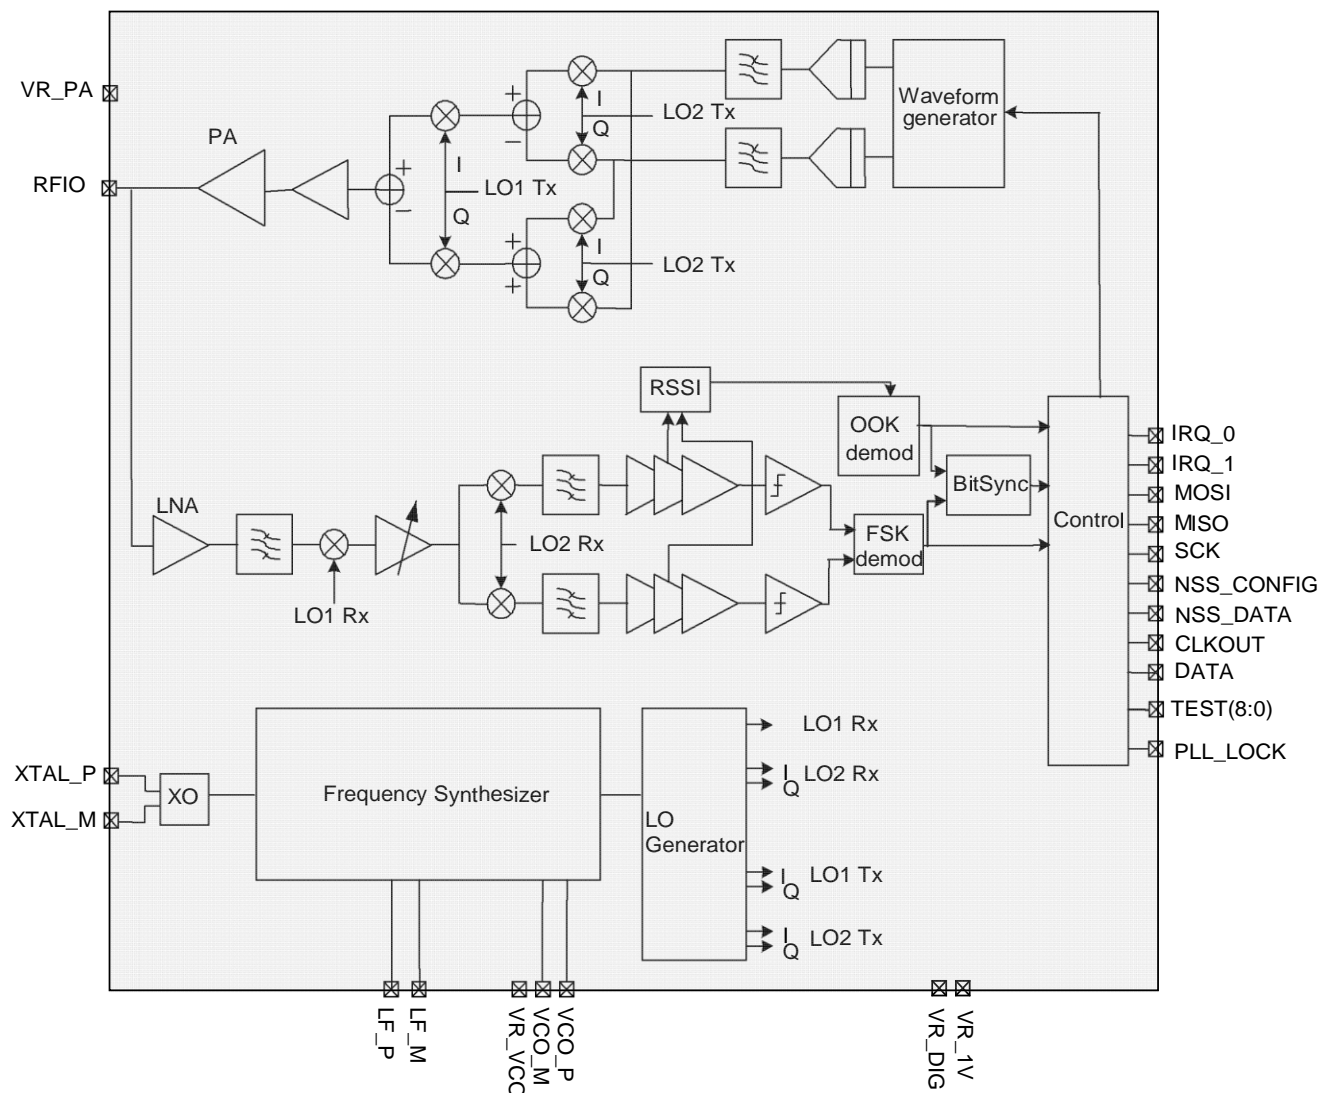 VR_PA
PA
RFIO
+
−
I
Q
LO1 Tx
+
−
I
Q
LO2 Tx
+
+
I
Q
LO2 Tx
Waveform
generator
RSSI
OOK
demod
BitSync
FSK
demod
Control
LNA
LO1 Rx
LO2 Rx
IRQ_0
IRQ_1
MOSI
MISO
SCK
NSS_CONFIG
NSS_DATA
CLKOUT
DATA
TEST(8:0)
PLL_LOCK
XTAL_P
XTAL_M
XO
Frequency Synthesizer
LO
Generator
LO1 Rx
I
Q
LO2 Rx
I
Q
LO1 Tx
I
Q
LO2 Tx
LF_P
LF_M
VR_VCO
VCO_M
VCO_P
VR_DIG
VR_1V